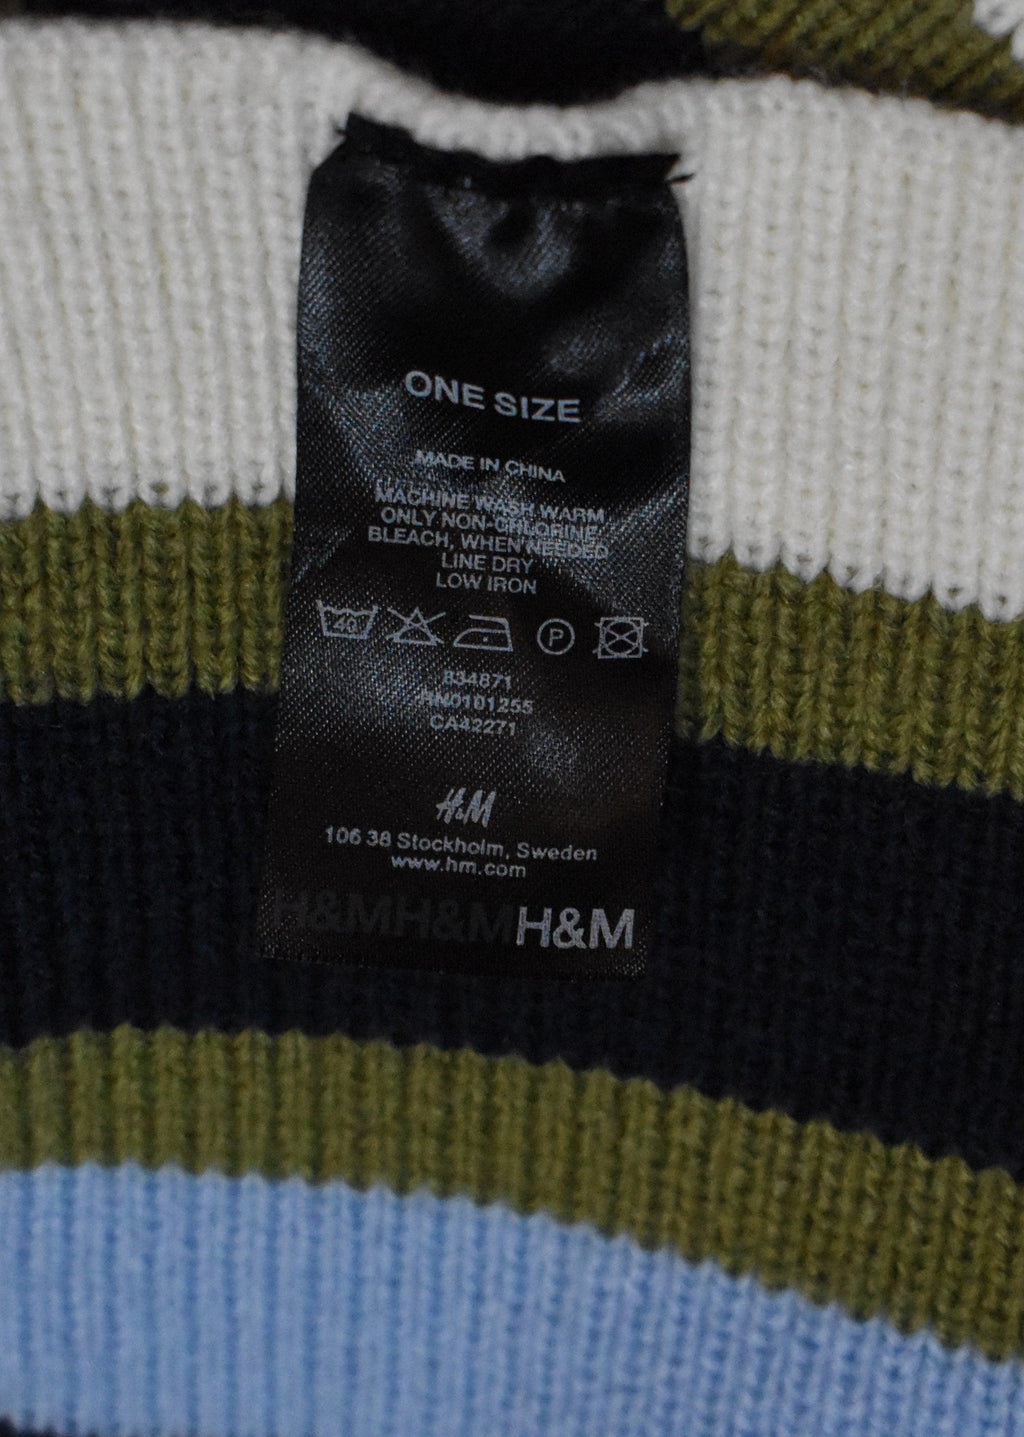 ONE SIZE
MADE IN CHINA
MACHINE WASH WARM
ONLY NON-CHLORINE
BLEACH, WHEN NEEDED
LINE DRY
LOW IRON
40 P
834871
RN0101255
CA42271
H&M
106 38 Stockholm, Sweden
www.hm.com
H&MH&MH&M